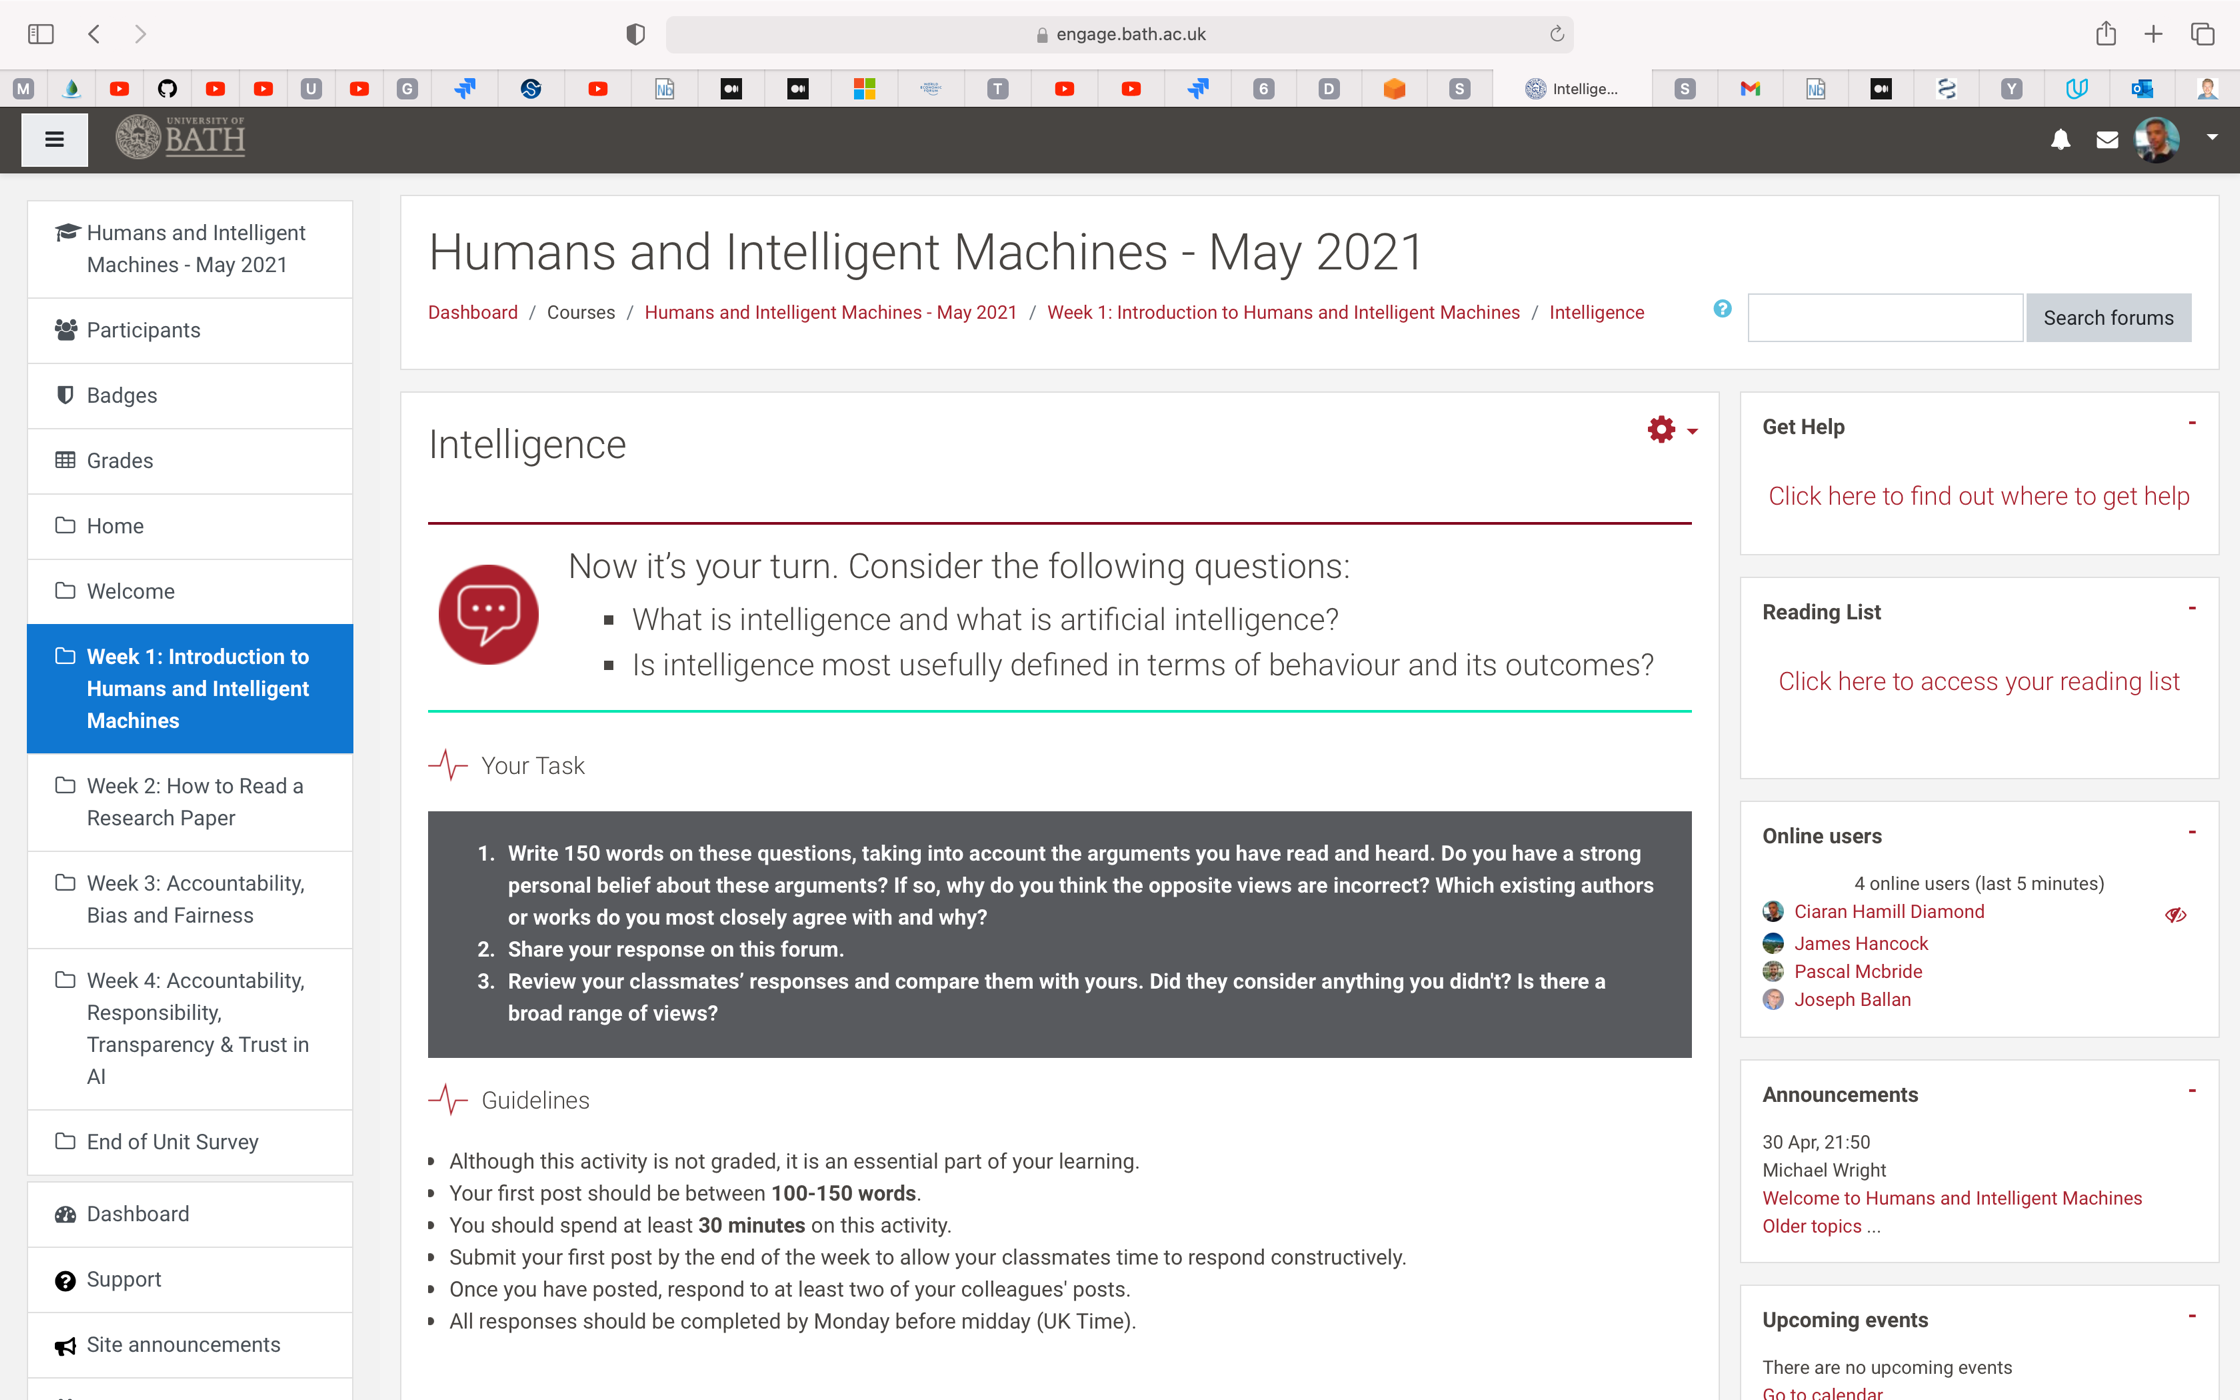 engage.bath.ac.uk
M
U
G
Nb
WORLD
ECONOMIC
FORUM
T
6
D
S
Intellige...
S
Nb
Y
UNIVERSITY OF
BATH
Humans and Intelligent
Machines - May 2021
Participants
Badges
Grades
Home
Welcome
Week 1: Introduction to
Humans and Intelligent
Machines
Week 2: How to Read a
Research Paper
Week 3: Accountability,
Bias and Fairness
Week 4: Accountability,
Responsibility,
Transparency & Trust in
AI
End of Unit Survey
Dashboard
Support
Site announcements
Humans and Intelligent Machines - May 2021
Dashboard / Courses / Humans and Intelligent Machines - May 2021 / Week 1: Introduction to Humans and Intelligent Machines / Intelligence
Search forums
Intelligence
Now it’s your turn. Consider the following questions:
What is intelligence and what is artificial intelligence?
Is intelligence most usefully defined in terms of behaviour and its outcomes?
Your Task
1. Write 150 words on these questions, taking into account the arguments you have read and heard. Do you have a strong
personal belief about these arguments? If so, why do you think the opposite views are incorrect? Which existing authors
or works do you most closely agree with and why?
2. Share your response on this forum.
3. Review your classmates’ responses and compare them with yours. Did they consider anything you didn't? Is there a
broad range of views?
Guidelines
Although this activity is not graded, it is an essential part of your learning.
Your first post should be between 100-150 words.
You should spend at least 30 minutes on this activity.
Submit your first post by the end of the week to allow your classmates time to respond constructively.
Once you have posted, respond to at least two of your colleagues' posts.
All responses should be completed by Monday before midday (UK Time).
Get Help
Click here to find out where to get help
Reading List
Click here to access your reading list
Online users
4 online users (last 5 minutes)
Ciaran Hamill Diamond
James Hancock
Pascal Mcbride
Joseph Ballan
Announcements
30 Apr, 21:50
Michael Wright
Welcome to Humans and Intelligent Machines
Older topics ...
Upcoming events
There are no upcoming events
Go to calendar